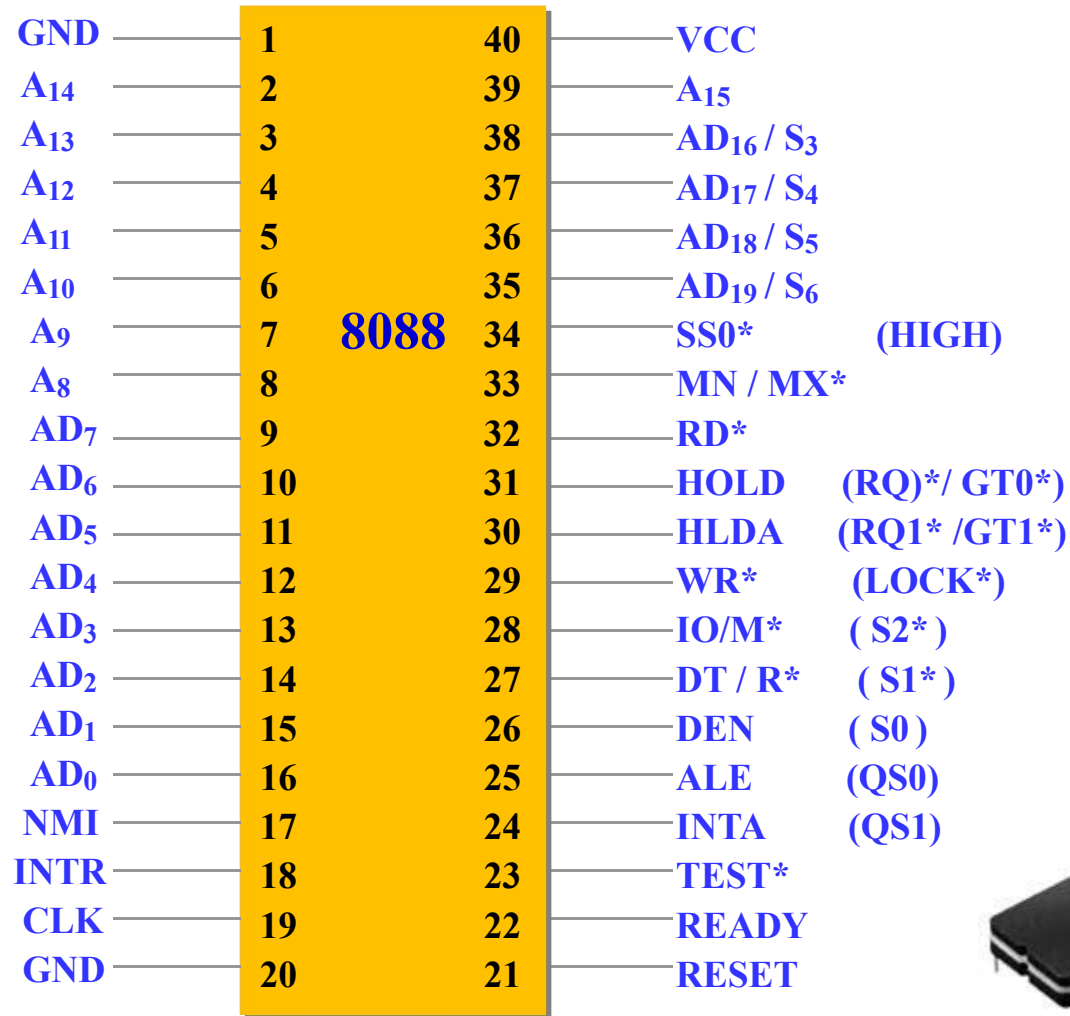 GND 1 40 VCC
A14 2 39 A15
A13 3 38 AD16 / S3
A12 4 37 AD17 / S4
A11 5 36 AD18 / S5
A10 6 35 AD19 / S6
A9 7 8088 34 SS0* (HIGH)
A8 8 33 MN / MX*
AD7 9 32 RD*
AD6 10 31 HOLD (RQ)*/ GT0*)
AD5 11 30 HLDA (RQ1* /GT1*)
AD4 12 29 WR* (LOCK*)
AD3 13 28 IO/M* ( S2* )
AD2 14 27 DT / R* ( S1* )
AD1 15 26 DEN ( S0 )
AD0 16 25 ALE (QS0)
NMI 17 24 INTA (QS1)
INTR 18 23 TEST*
CLK 19 22 READY
GND 20 21 RESET